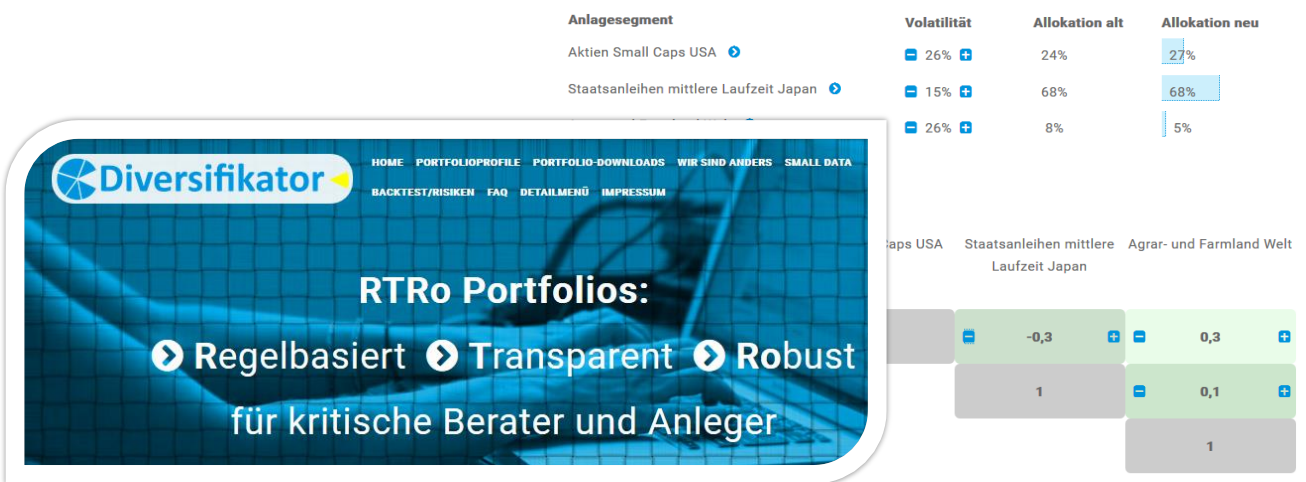 Anlagesegment Volatilität Allokation alt Allokation neu
Aktien Small Caps USA 26% 24% 27%
Staatsanleihen mittlere Laufzeit Japan 15% 68% 68%
26% 8% 5%
Diversifikator
HOME PORTFOLIOPROFILE PORTFOLIO-DOWNLOADS WIR SIND ANDERS SMALL DATA
BACKTEST/RISIKEN FAQ DETAILMENÜ IMPRESSUM
RTRo Portfolios:
Regelbasiert Transparent Robust
für kritische Berater und Anleger
USA Staatsanleihen mittlere Agrar- und Farmland Welt
Laufzeit Japan
-0,3 0,3
1 0,1
1